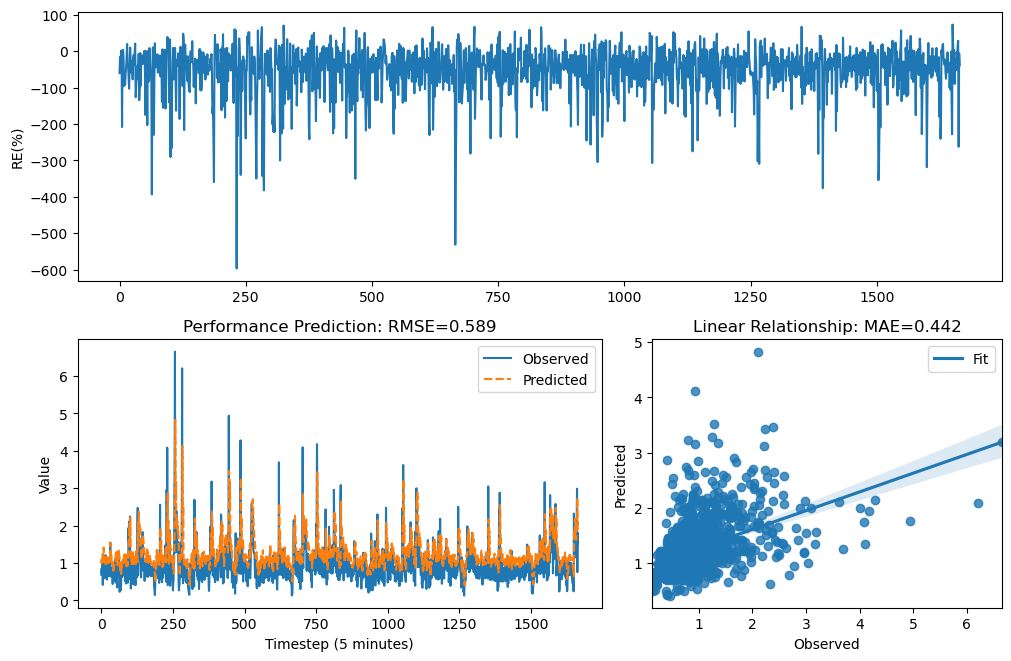 100
0
−100
−200
−300
−400
−500
−600
RE(%)
0 250 500 750 1000 1250 1500
Performance Prediction: RMSE=0.589
Observed
Predicted
6
5
4
3
2
1
0
Value
0 250 500 750 1000 1250 1500
Timestep (5 minutes)
Linear Relationship: MAE=0.442
Fit
5
4
3
2
1
Predicted
1 2 3 4 5 6
Observed